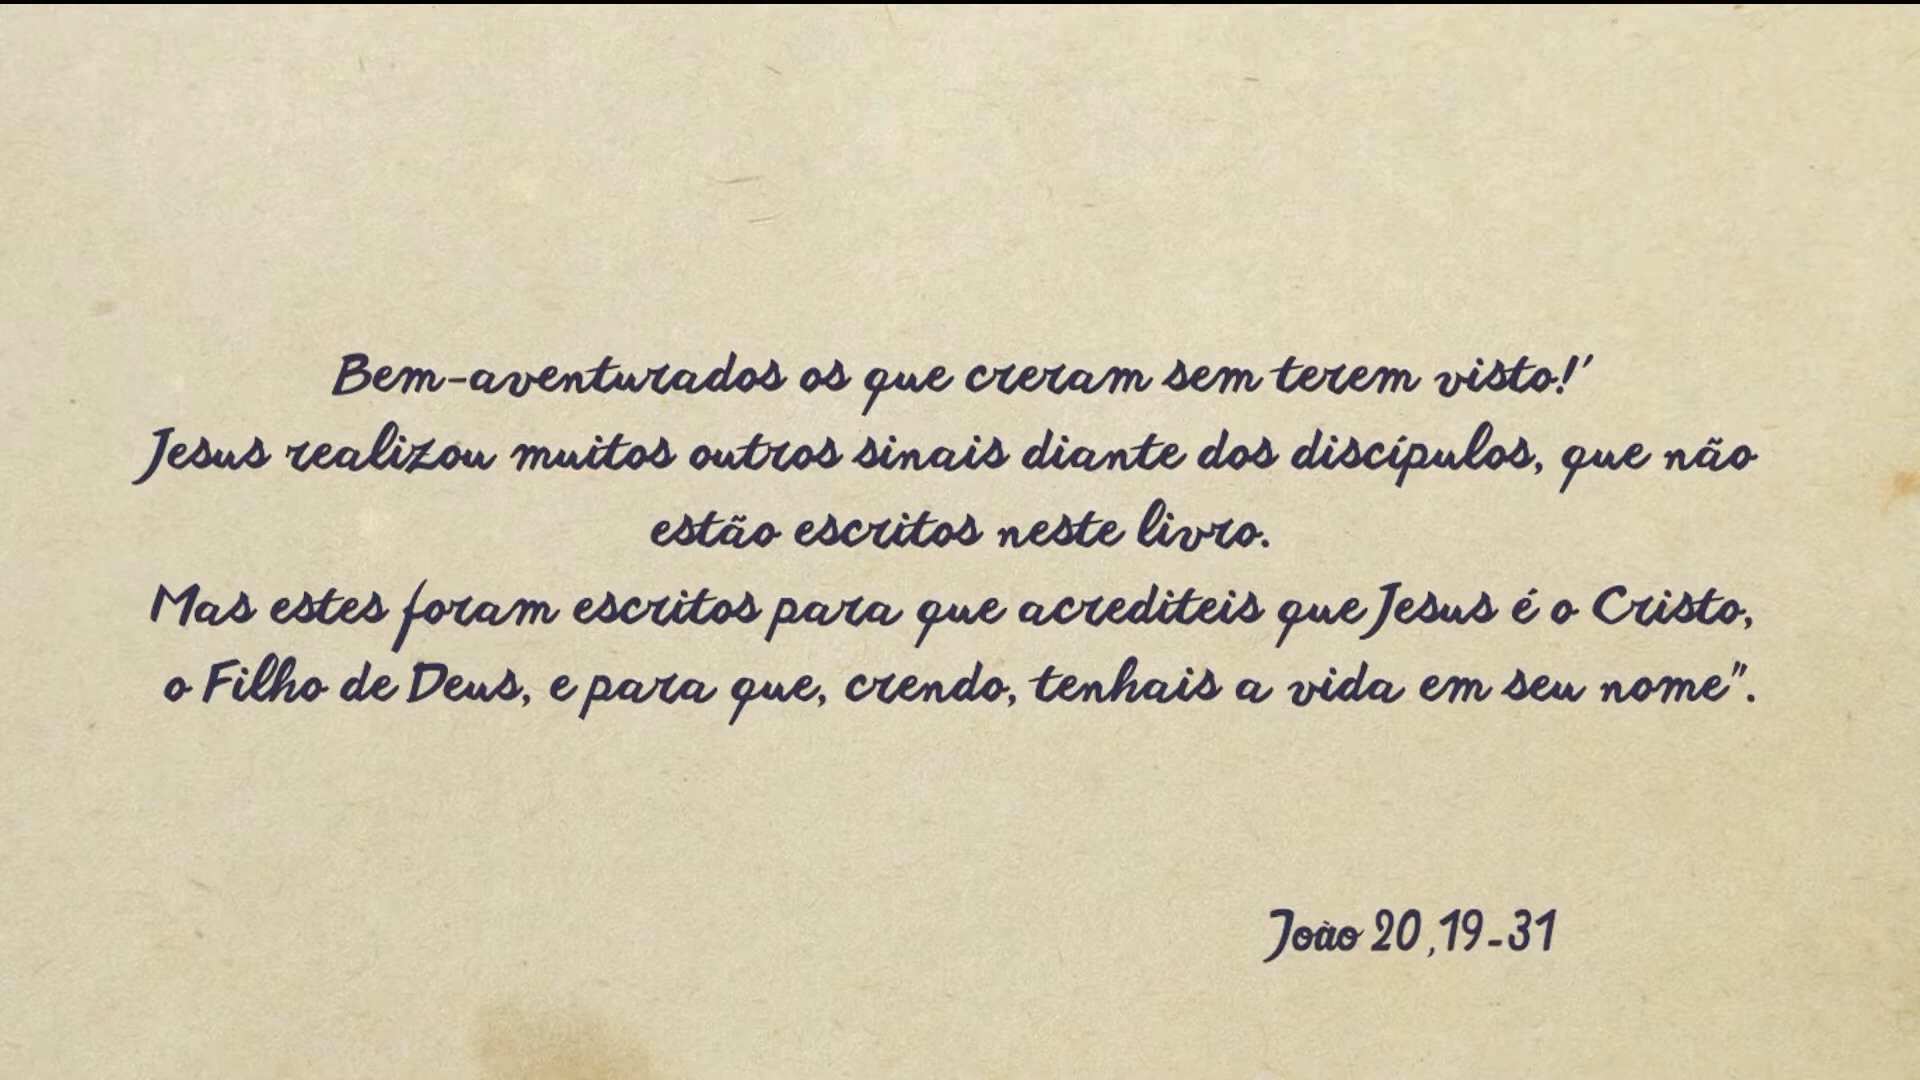 Bem-aventurados os que creram sem terem visto!'
Jesus realizou muitos outros sinais diante dos discípulos, que não
estão escritos neste livro.
Mas estes foram escritos para que acrediteis que Jesus é o Cristo,
o Filho de Deus, e para que, crendo, tenhais a vida em seu nome".
João 20,19-31